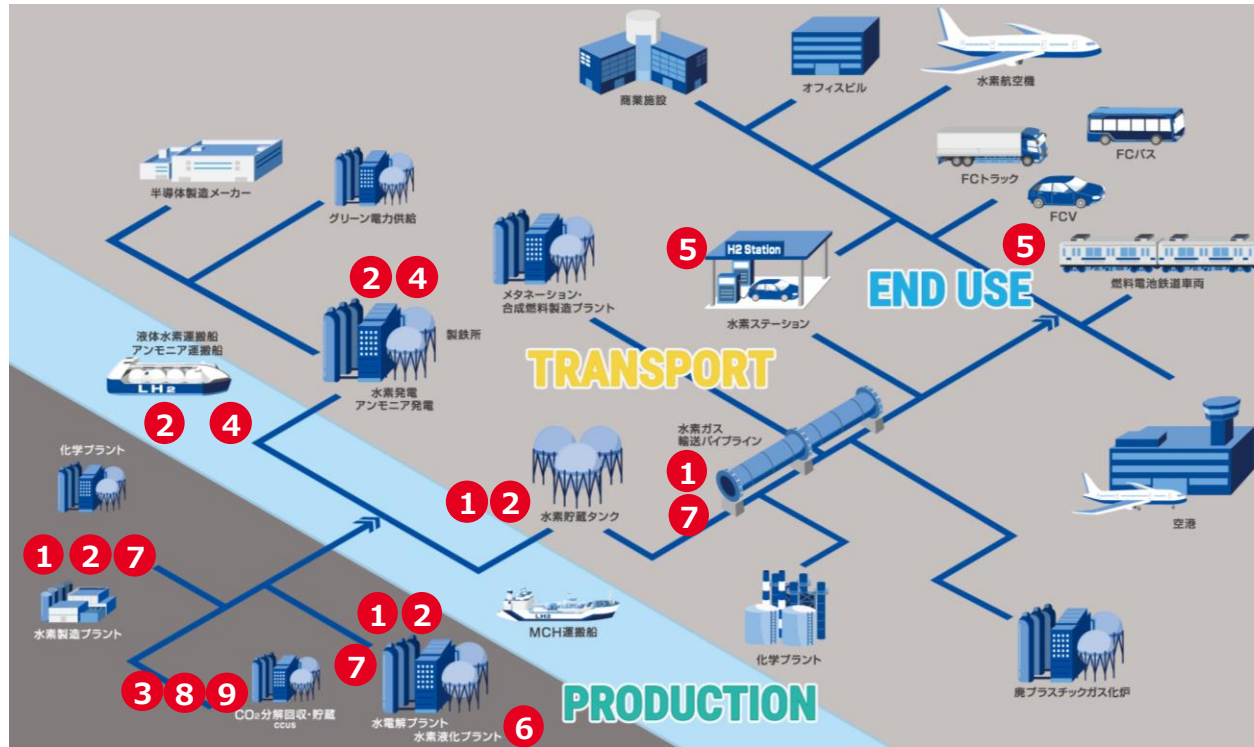 商業施設
オフィスビル
水素航空機
FCバス
FCトラック
FCV
半導体製造メーカー
グリーン電力供給
5
H2 Station
5
2 4
メタネーション・
合成燃料製造プラント
END USE
燃料電池鉄道車両
製鉄所
水素ステーション
液体水素運搬船
アンモニア運搬船
LH2
TRANSPORT
水素発電
アンモニア発電
2 4
水素ガス
輸送パイプライン
化学プラント
1
1 2
水素貯蔵タンク
7
空港
1 2 7
水素製造プラント
1 2
LH2
MCH運搬船
7
化学プラント
3 8 9
CO2分解回収・貯蔵
CCUS
水電解プラント
水素液化プラント
6
PRODUCTION
廃プラスチックガス化炉